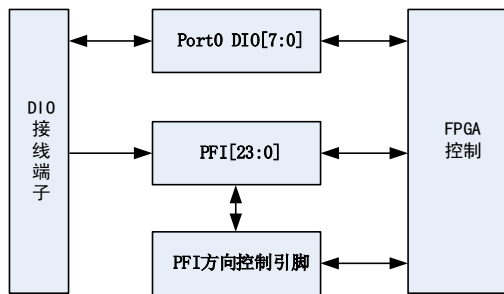 DIO
接
线
端
子
Port0 DIO[7:0]
PFI[23:0]
PFI方向控制引脚
FPGA
控制